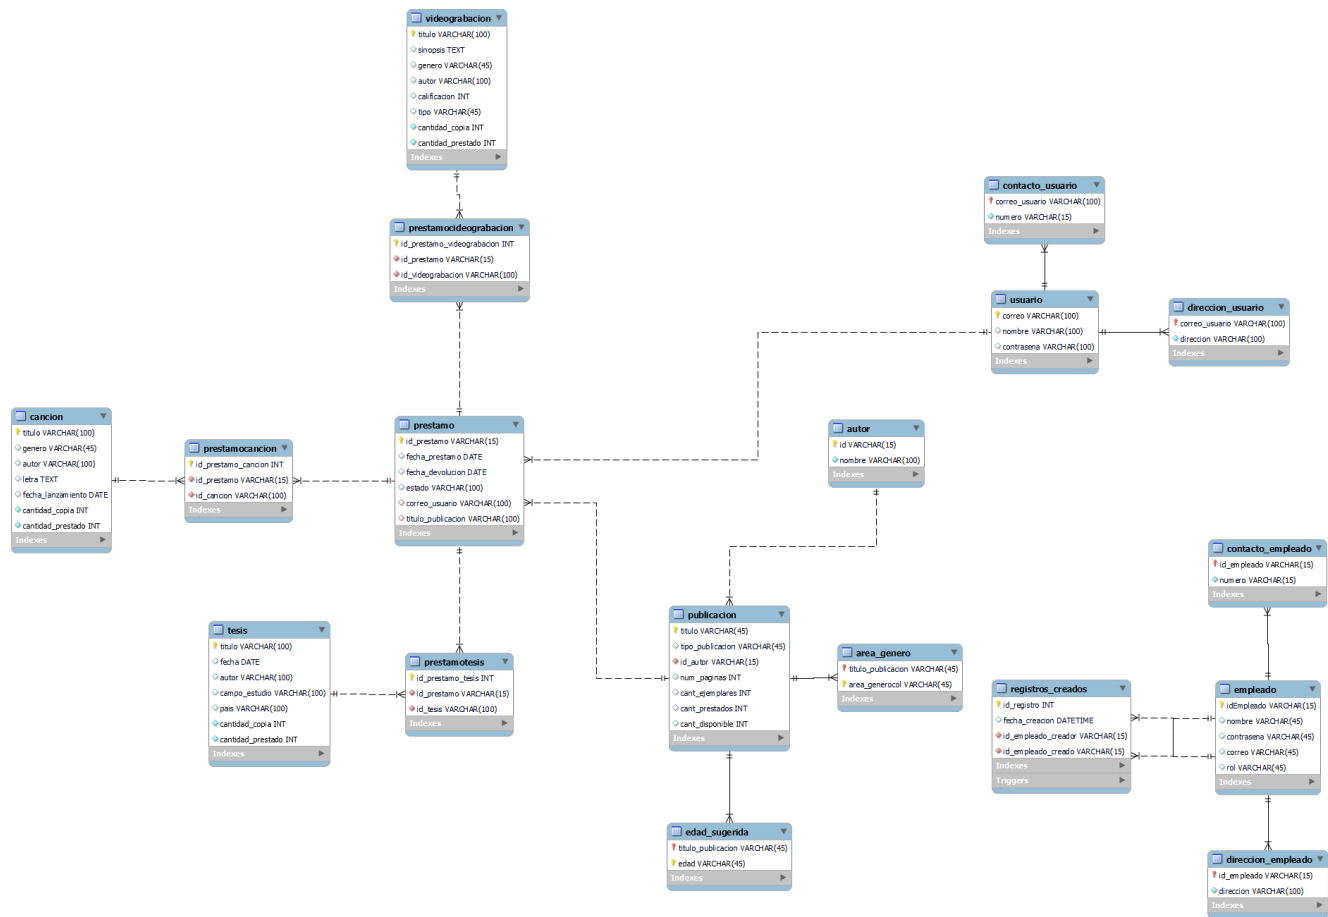 videograbacion
titulo VARCHAR(100)
sinopsis TEXT
genero VARCHAR(45)
autor VARCHAR(100)
calificacion INT
tipo VARCHAR(45)
cantidad_copia INT
cantidad_prestado INT
Indexes
prestamocideograbacion
id_prestamo_videograbacion INT
id_prestamo VARCHAR(15)
id_videograbacion VARCHAR(100)
Indexes
contacto_usuario
correo_usuario VARCHAR(100)
numero VARCHAR(15)
Indexes
usuario
correo VARCHAR(100)
nombre VARCHAR(100)
contrasena VARCHAR(100)
Indexes
direccion_usuario
correo_usuario VARCHAR(100)
direccion VARCHAR(100)
Indexes
cancion
titulo VARCHAR(100)
genero VARCHAR(45)
autor VARCHAR(100)
letra TEXT
fecha_lanzamiento DATE
cantidad_copia INT
cantidad_prestado INT
Indexes
prestamocancion
id_prestamo_cancion INT
id_prestamo VARCHAR(15)
id_cancion VARCHAR(100)
Indexes
prestamo
id_prestamo VARCHAR(15)
fecha_prestamo DATE
fecha_devolucion DATE
estado VARCHAR(100)
correo_usuario VARCHAR(100)
titulo_publicacion VARCHAR(100)
Indexes
autor
id VARCHAR(15)
nombre VARCHAR(100)
Indexes
tesis
titulo VARCHAR(100)
fecha DATE
autor VARCHAR(100)
campo_estudio VARCHAR(100)
pais VARCHAR(100)
cantidad_copia INT
cantidad_prestado INT
Indexes
prestamotesis
id_prestamo_tesis INT
id_prestamo VARCHAR(15)
id_tesis VARCHAR(100)
Indexes
publicacion
titulo VARCHAR(45)
tipo_publicacion VARCHAR(45)
id_autor VARCHAR(15)
num_paginas INT
cant_ejemplares INT
cant_prestados INT
cant_disponible INT
Indexes
area_genero
titulo_publicacion VARCHAR(45)
area_generocol VARCHAR(45)
Indexes
edad_sugerida
titulo_publicacion VARCHAR(45)
edad VARCHAR(45)
Indexes
contacto_empleado
id_empleado VARCHAR(15)
numero VARCHAR(15)
Indexes
registros_creados
id_registro INT
fecha_creacion DATETIME
id_empleado_creador VARCHAR(15)
id_empleado_creado VARCHAR(15)
Indexes
Triggers
empleado
idEmpleado VARCHAR(15)
nombre VARCHAR(45)
contrasena VARCHAR(45)
correo VARCHAR(45)
rol VARCHAR(45)
Indexes
direccion_empleado
id_empleado VARCHAR(15)
direccion VARCHAR(100)
Indexes